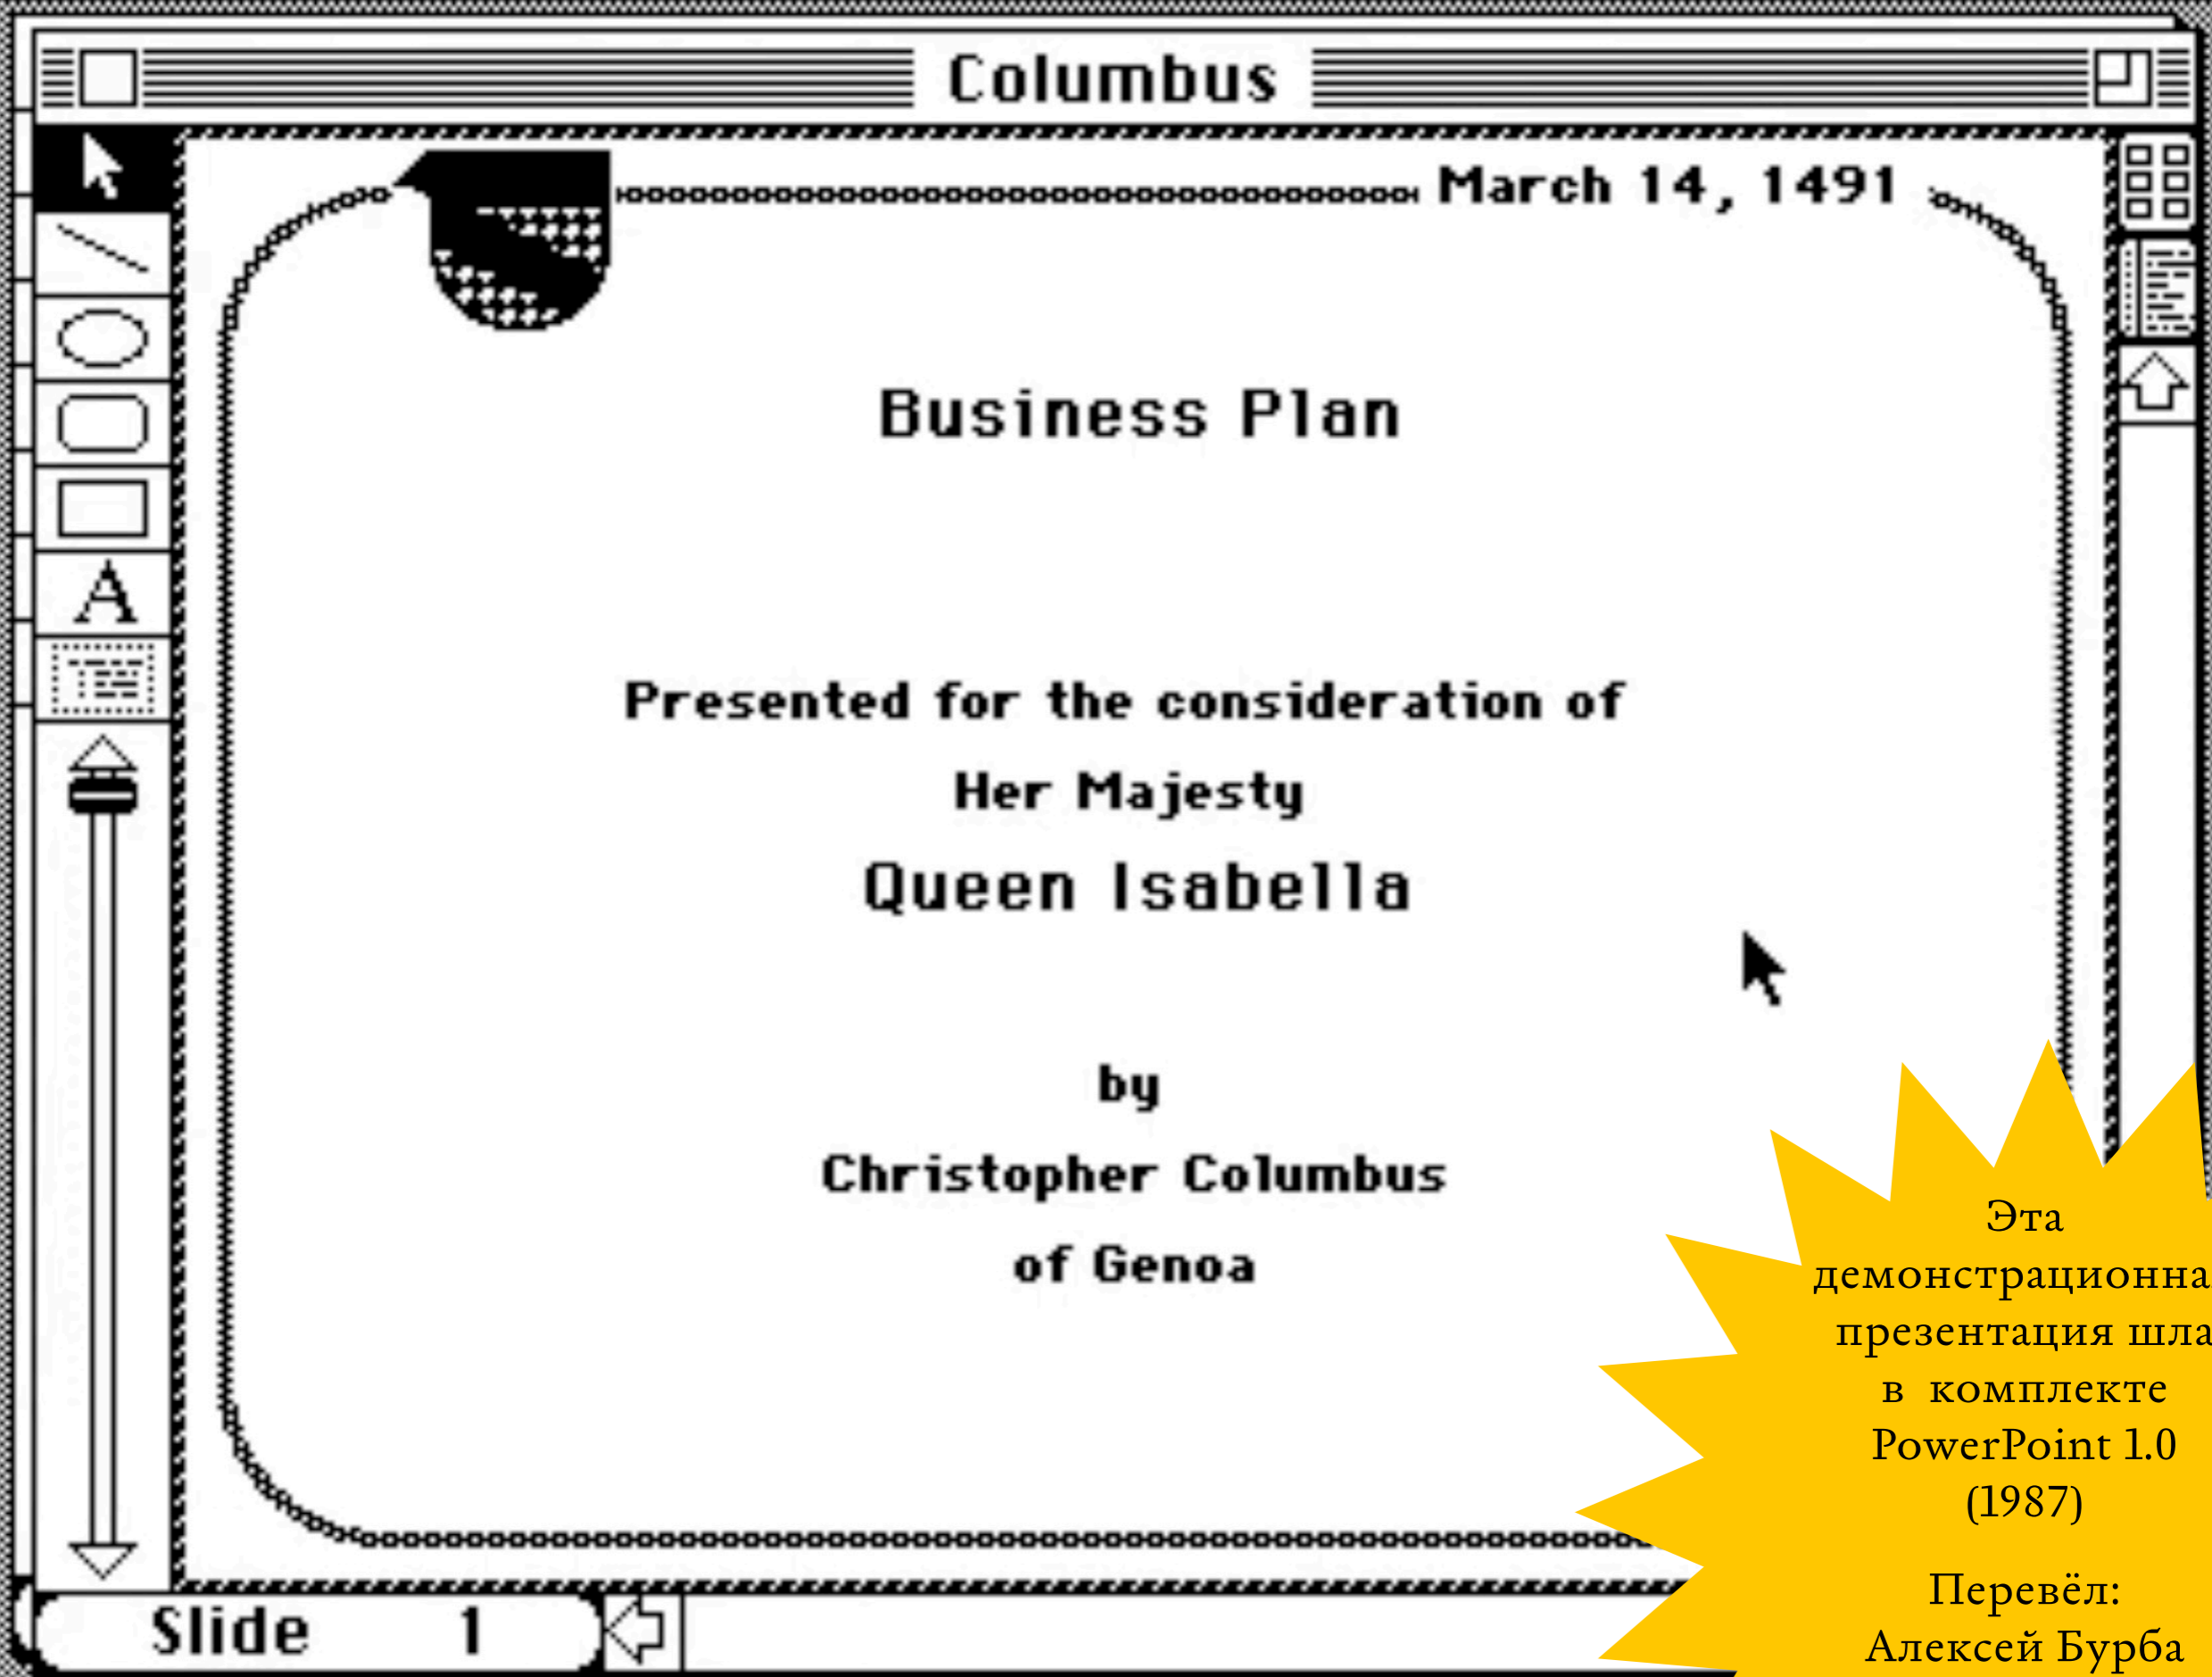 Columbus
March 14, 1491
Business Plan
Presented for the consideration of
Her Majesty
Queen Isabella
by
Christopher Columbus
of Genoa
A
Slide 1
Эта
демонстрационна
презентация шла
в комплекте
PowerPoint 1.0
(1987)
Перевёл:
Алексей Бурба